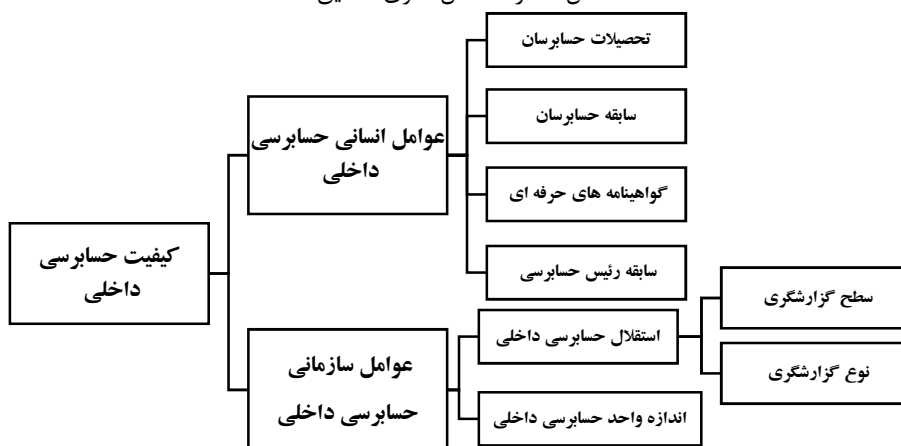 تحصیلات حسابرسان
سابقه حسابرسان
عوامل انسانی حسابرسی
داخلی
گواهینامه های حرفه ای
کیفیت حسابرسی
داخلی
سابقه رئیس حسابرسی
سطح گزارشگری
استقلال حسابرسی داخلی
نوع گزارشگری
عوامل سازمانی
حسابرسی داخلی
اندازه واحد حسابرسی داخلی